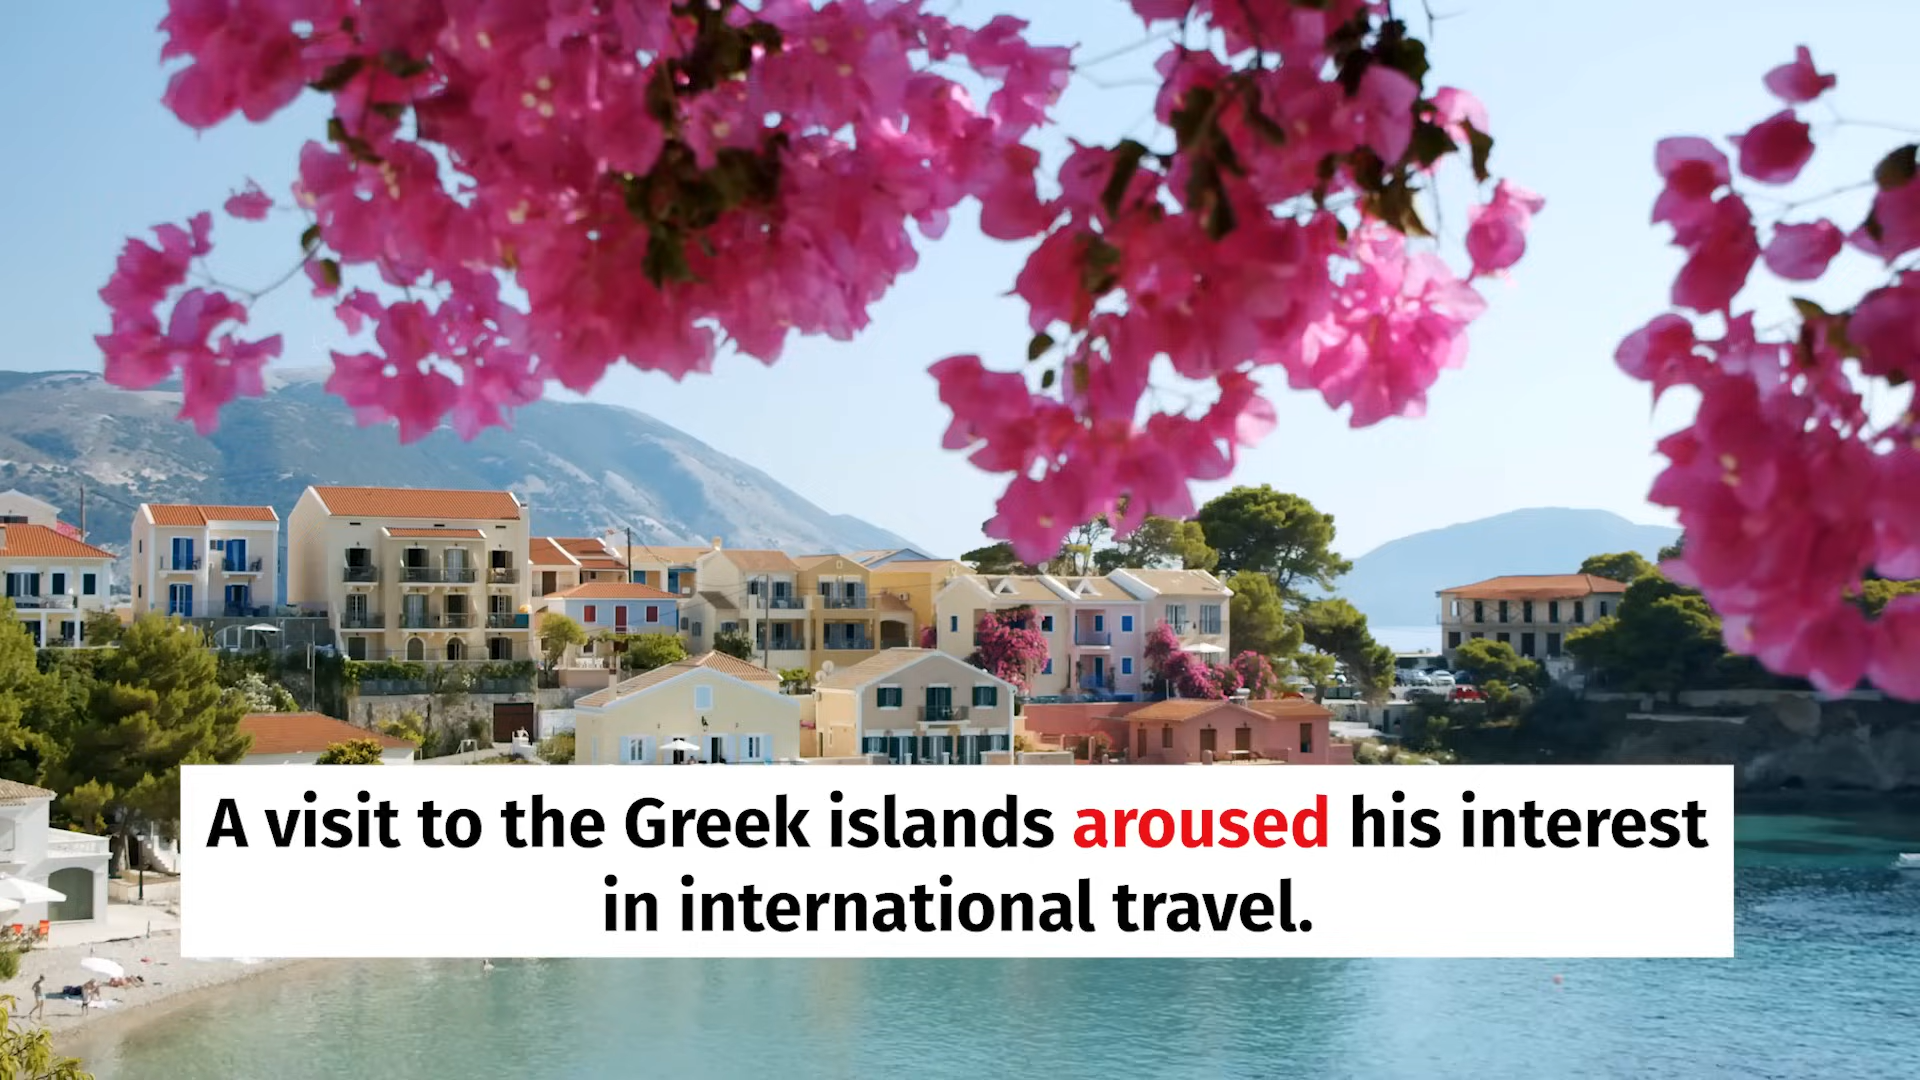 A visit to the Greek islands aroused his interest
in international travel.